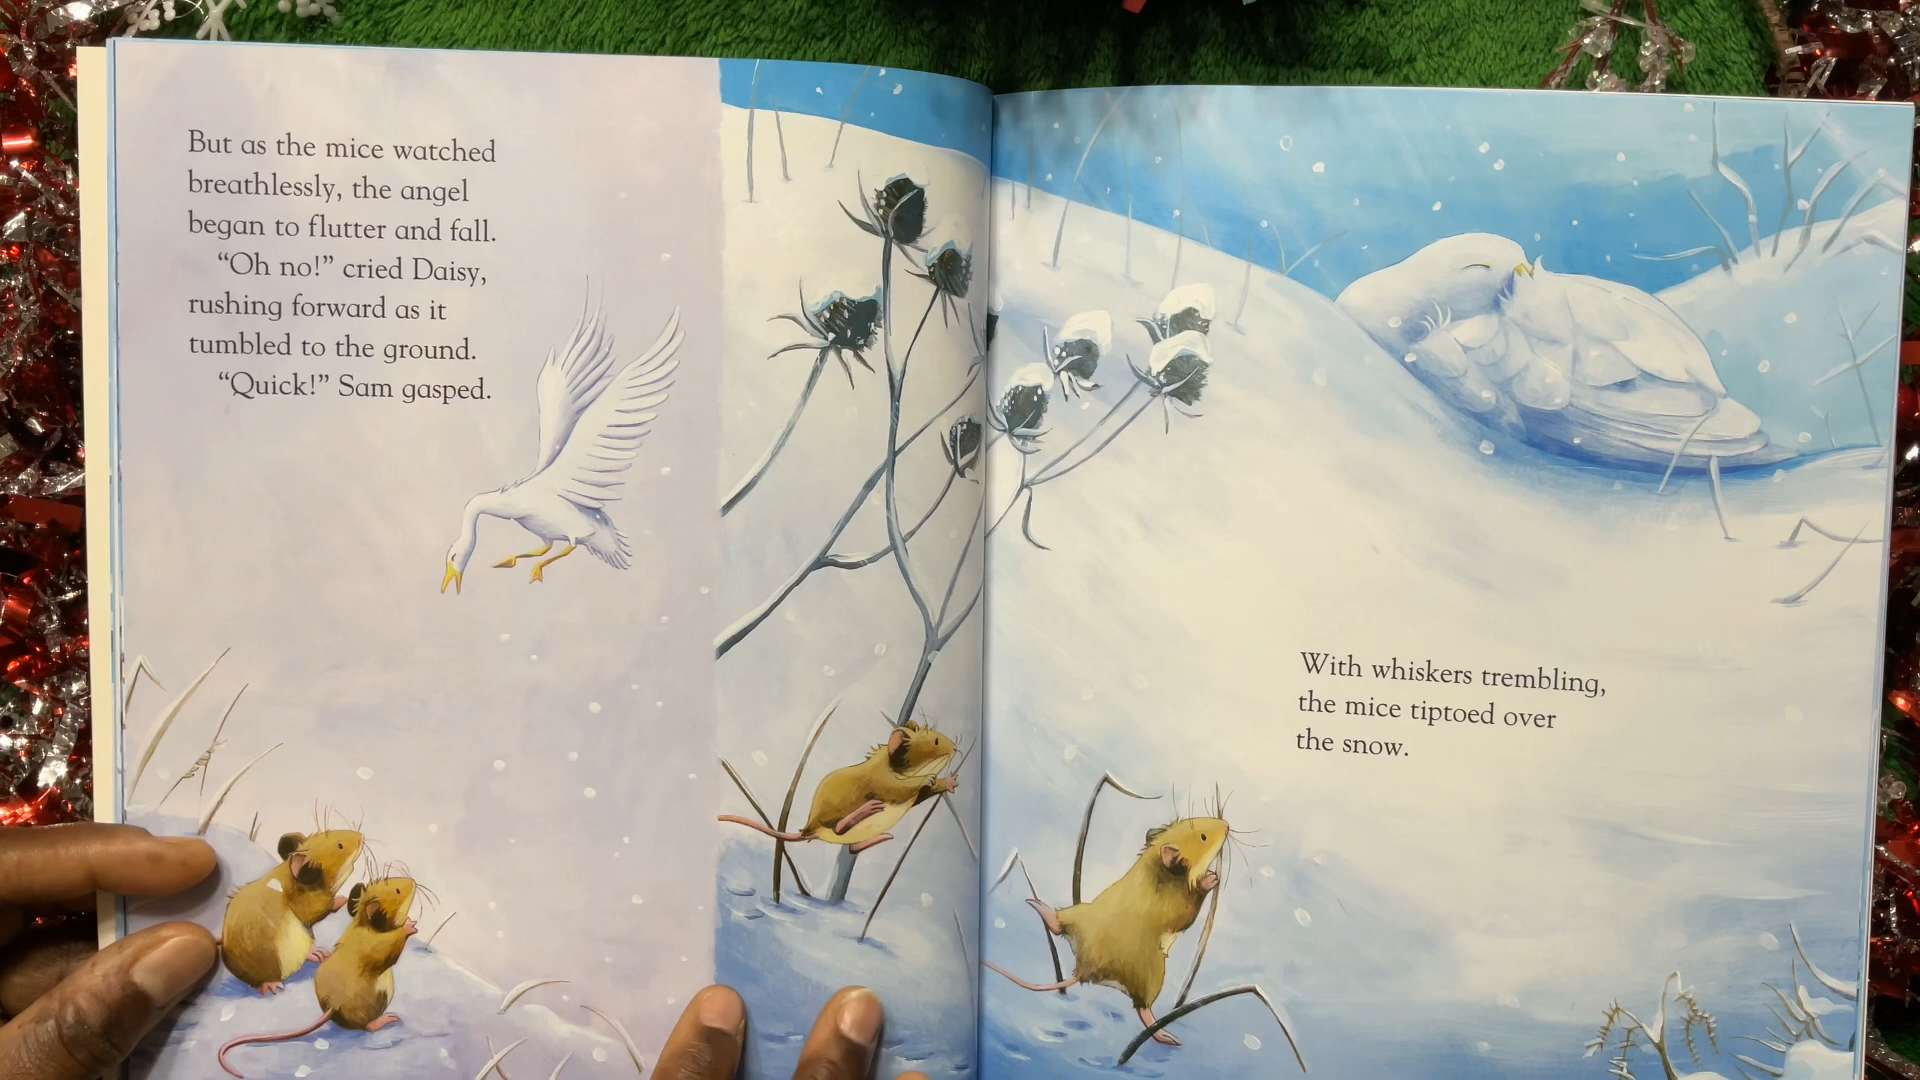 But as the mice watched
breathlessly, the angel
began to flutter and fall.
“Oh no!” cried Daisy,
rushing forward as it
tumbled to the ground.
“Quick!” Sam gasped.
With whiskers trembling,
the mice tiptoed over
the snow.